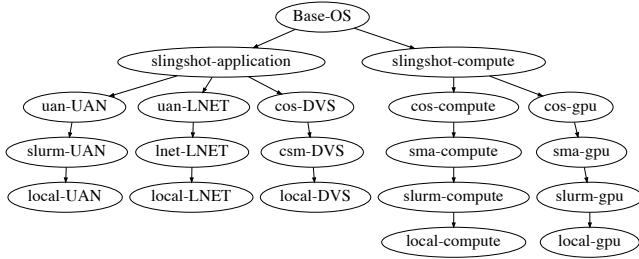 Base-OS
slingshot-application
slingshot-compute
uan-UAN
uan-LNET
cos-DVS
cos-compute
cos-gpu
slurm-UAN
lnet-LNET
csm-DVS
sma-compute
sma-gpu
local-UAN
local-LNET
local-DVS
slurm-compute
slurm-gpu
local-compute
local-gpu